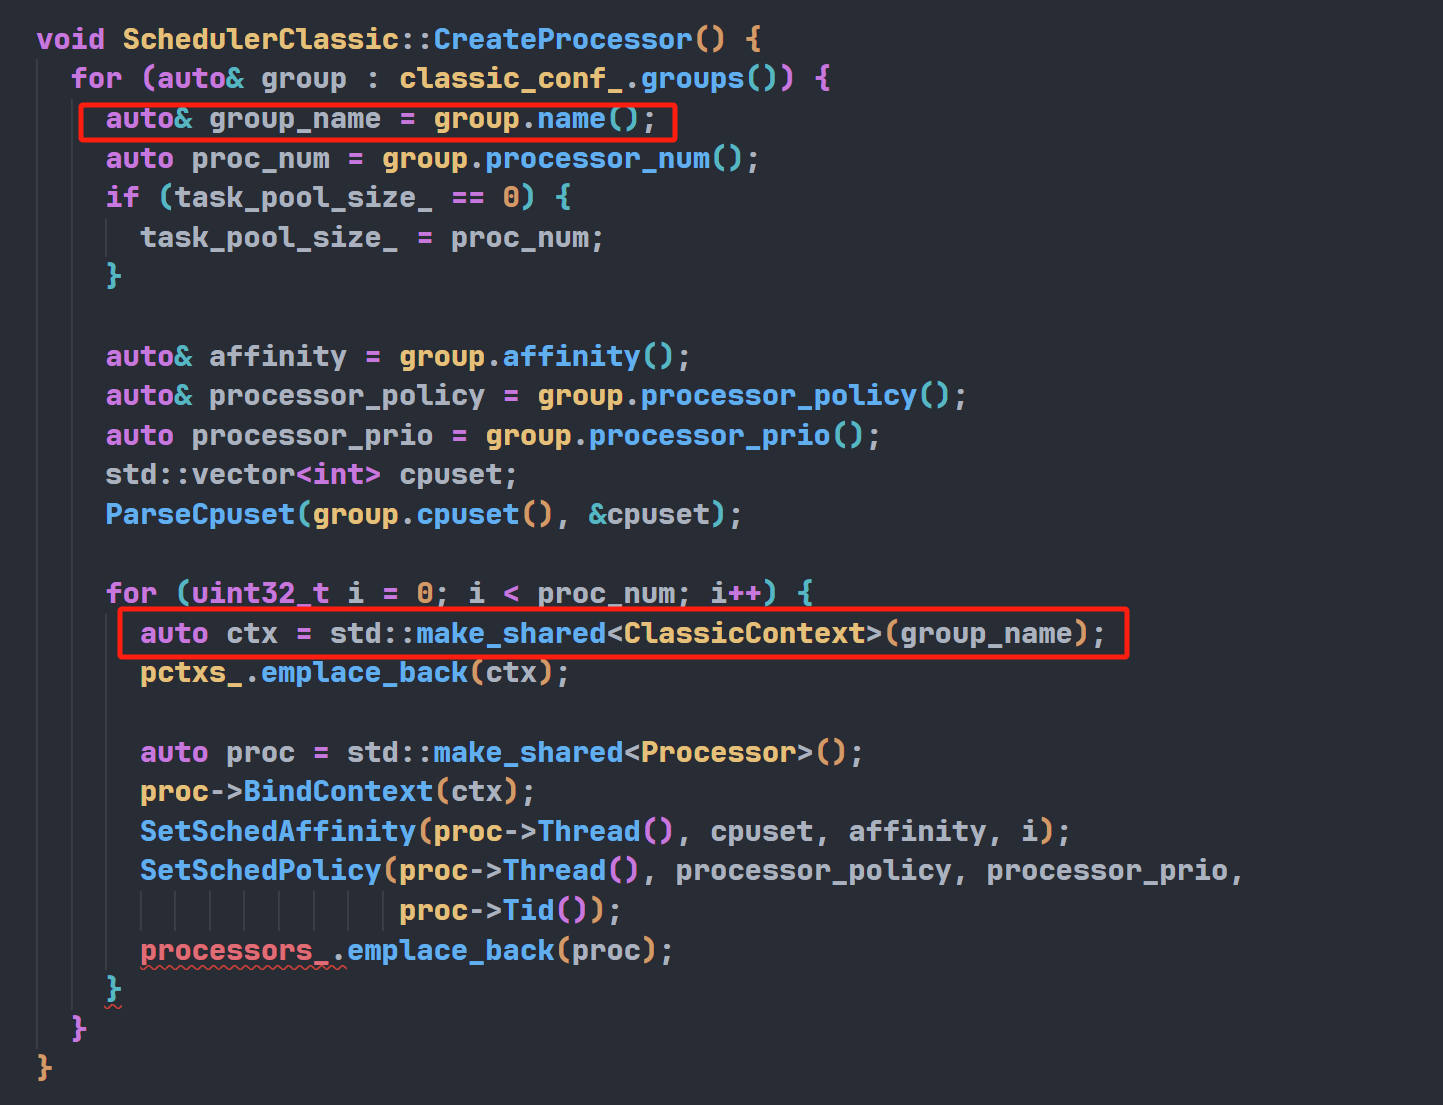 void SchedulerClassic::CreateProcessor() {
  for (auto& group : classic_conf_.groups()) {
    auto& group_name = group.name();
    auto proc_num = group.processor_num();
    if (task_pool_size_ == 0) {
      task_pool_size_ = proc_num;
    }

    auto& affinity = group.affinity();
    auto& processor_policy = group.processor_policy();
    auto processor_prio = group.processor_prio();
    std::vector<int> cpuset;
    ParseCpuset(group.cpuset(), &cpuset);

    for (uint32_t i = 0; i < proc_num; i++) {
      auto ctx = std::make_shared<ClassicContext>(group_name);
      pctxs_.emplace_back(ctx);

      auto proc = std::make_shared<Processor>();
      proc->BindContext(ctx);
      SetSchedAffinity(proc->Thread(), cpuset, affinity, i);
      SetSchedPolicy(proc->Thread(), processor_policy, processor_prio,
                     proc->Tid());
      processors_.emplace_back(proc);
    }
  }
}